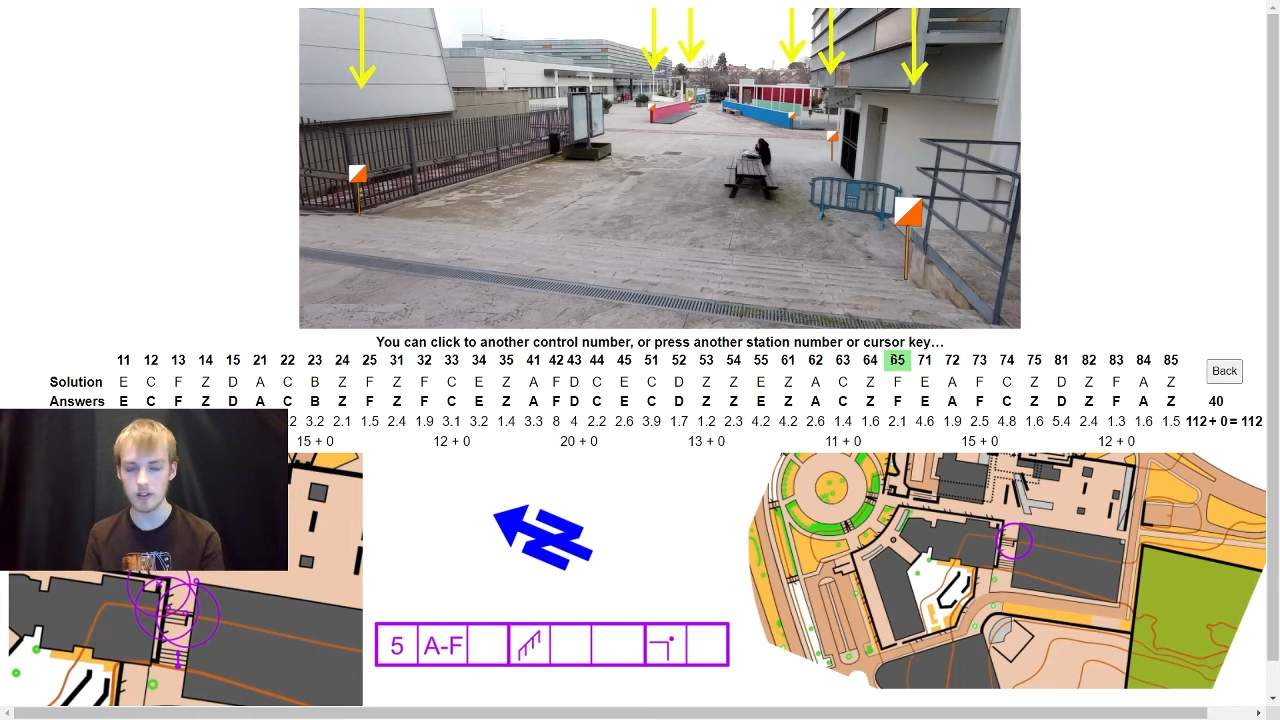 You can click to another control number, or press another station number or cursor key…
11 12 13 14 15 21 22 23 24 25 31 32 33 34 35 41 42 43 44 45 51 52 53 54 55 61 62 63 64 65 71 72 73 74 75 81 82 83 84 85
Back
Solution E C F Z D A C B Z F Z F C E Z A F D C E C D Z Z E Z A C Z F E A F C Z D Z F A Z
Answers E C F Z D A C B Z F Z F C E Z A F D C E C D Z Z E Z A C Z F E A F C Z D Z F A Z 40
2 3.2 2.1 1.5 2.4 1.9 3.1 3.2 1.4 3.3 8 4 2.2 2.6 3.9 1.7 1.2 2.3 4.2 4.2 2.6 1.4 1.6 2.1 4.6 1.9 2.5 4.8 1.6 5.4 2.4 1.3 1.6 1.5 112 + 0 = 112
15 + 0 12 + 0 20 + 0 13 + 0 11 + 0 15 + 0 12 + 0
N
5 A-F